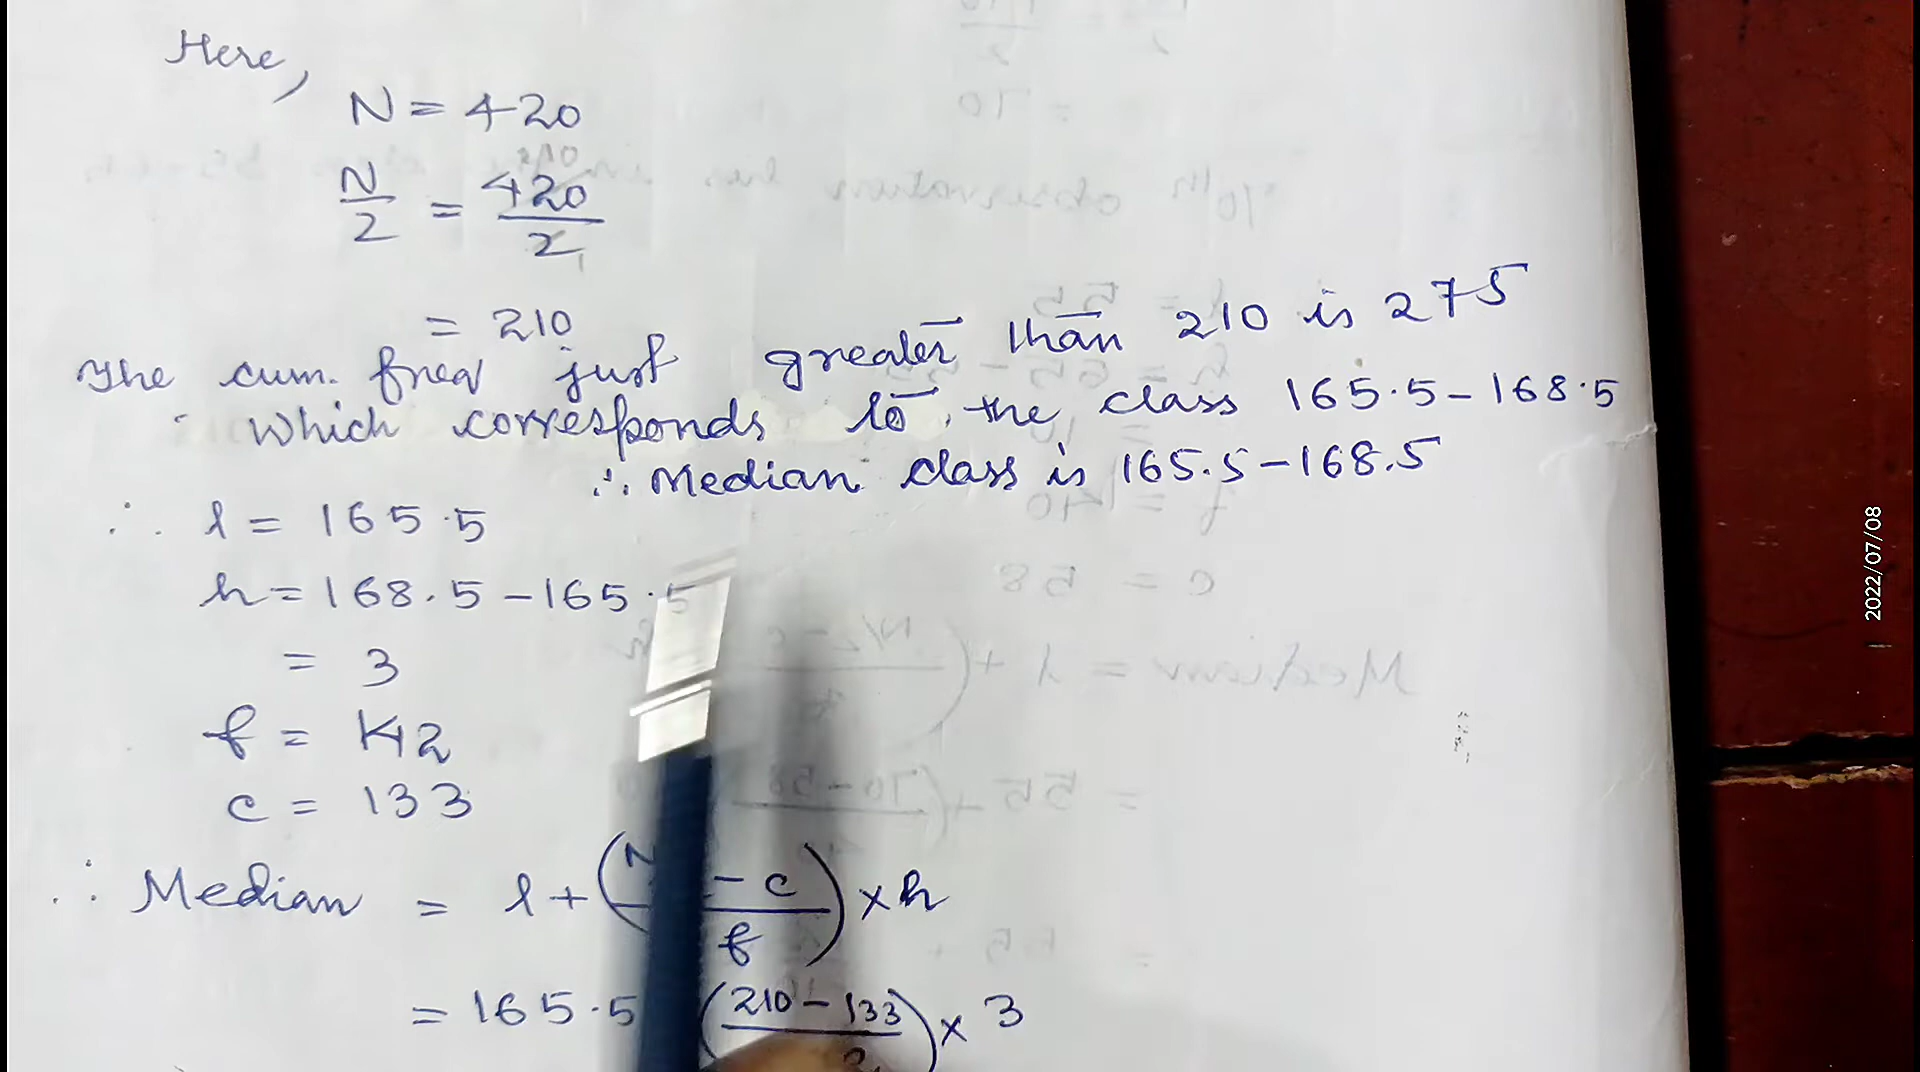 Here,
N = 420
210
N/2 = 420/2
1
= 210
The cum. freq just greater than 210 is 275
which corresponds to the class 165.5 - 168.5
∴ Median class is 165.5 - 168.5
∴ l = 165.5
h = 168.5 - 165.5
= 3
f = 142
c = 133
∴ Median = l + ( - c / f ) × h
= 165.5 (210 - 133 / ) × 3
2022/07/08